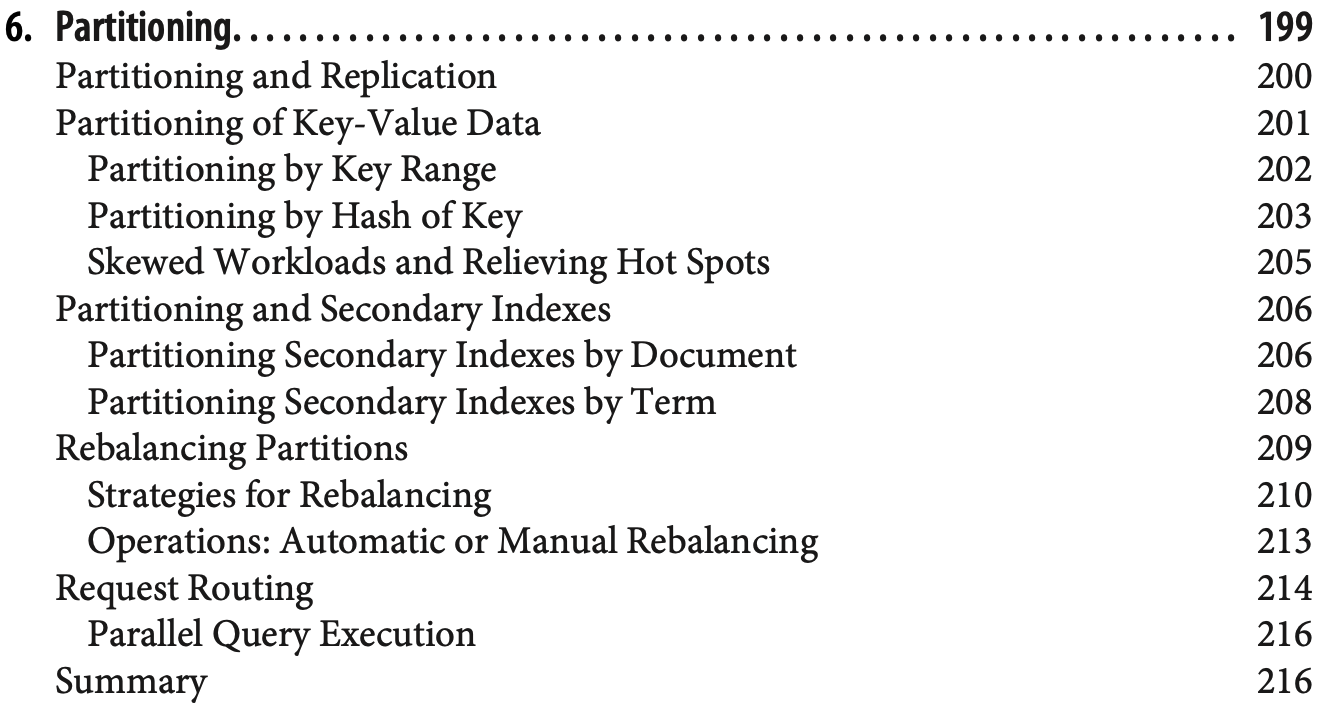 6. Partitioning. . . . . . . . . . . . . . . . . . . . . . . . . . . . . . . . . . . . . . . . . . . . . . . . . . . . . . . . . . . . . 199
Partitioning and Replication 200
Partitioning of Key-Value Data 201
Partitioning by Key Range 202
Partitioning by Hash of Key 203
Skewed Workloads and Relieving Hot Spots 205
Partitioning and Secondary Indexes 206
Partitioning Secondary Indexes by Document 206
Partitioning Secondary Indexes by Term 208
Rebalancing Partitions 209
Strategies for Rebalancing 210
Operations: Automatic or Manual Rebalancing 213
Request Routing 214
Parallel Query Execution 216
Summary 216